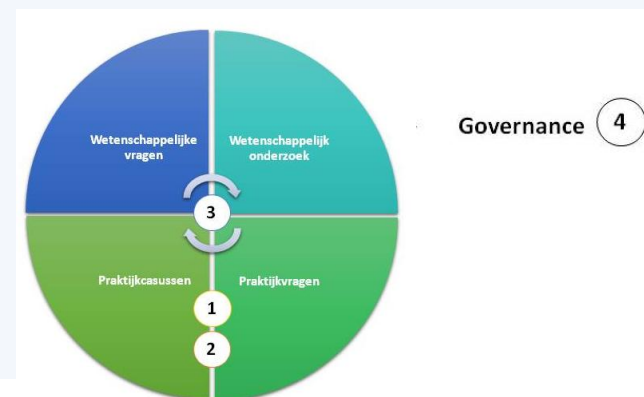 Wetenschappelijke
vragen
Wetenschappelijk
onderzoek
Governance 4
3
Praktijkcasussen
Praktijkvragen
1
2